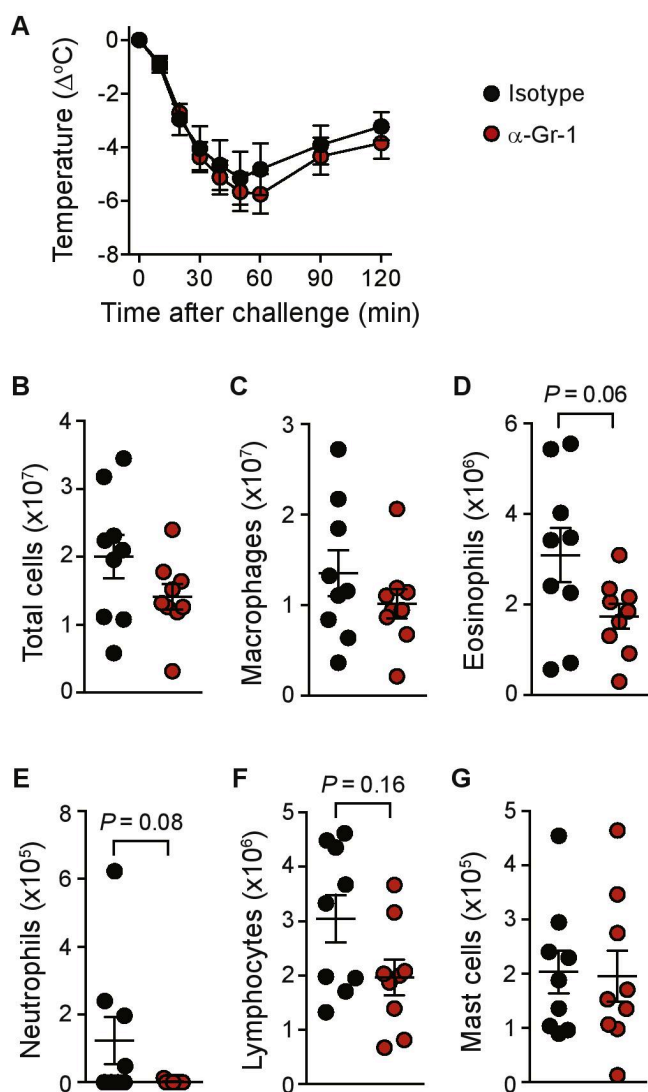 A
Temperature (Δ°C)
0
-2
-4
-6
-8
0 30 60 90 120
Time after challenge (min)
Isotype
α-Gr-1
B
Total cells (x10⁷)
4
3
2
1
0
C
Macrophages (x10⁷)
3
2
1
0
D
P = 0.06
Eosinophils (x10⁶)
6
4
2
0
E
P = 0.08
Neutrophils (x10⁵)
8
6
4
2
0
F
P = 0.16
Lymphocytes (x10⁶)
5
4
3
2
1
0
G
Mast cells (x10⁵)
5
4
3
2
1
0